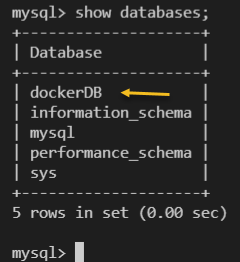 mysql> show databases;
+--------------------+
| Database           |
+--------------------+
| dockerDB           |
| information_schema |
| mysql              |
| performance_schema |
| sys                |
+--------------------+
5 rows in set (0.00 sec)
mysql>